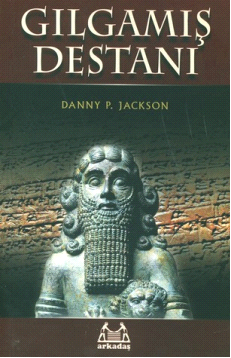 GILGAMIŞ
DESTANI
DANNY P. JACKSON
arkadaş